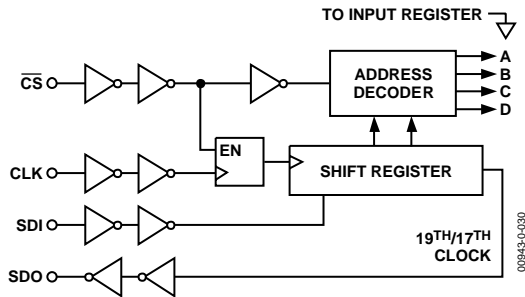 TO INPUT REGISTER
CS
ADDRESS
DECODER
A
B
C
D
EN
CLK
SHIFT REGISTER
SDI
19TH/17TH
CLOCK
SDO
00943-0-030